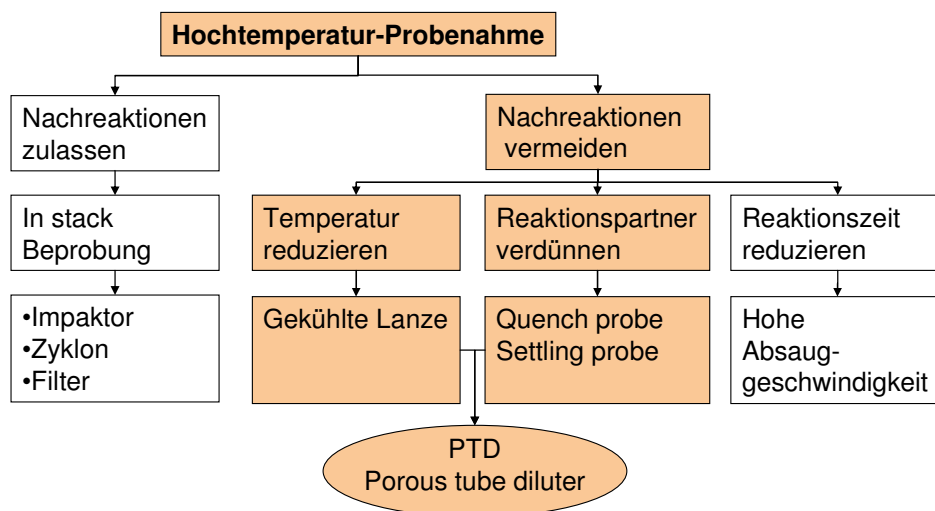 Hochtemperatur-Probenahme
Nachreaktionen
zulassen
Nachreaktionen
vermeiden
In stack
Beprobung
Temperatur
reduzieren
Reaktionspartner
verdünnen
Reaktionszeit
reduzieren
•Impaktor
•Zyklon
•Filter
Gekühlte Lanze
Quench probe
Settling probe
Hohe
Absaug-
geschwindigkeit
PTD
Porous tube diluter